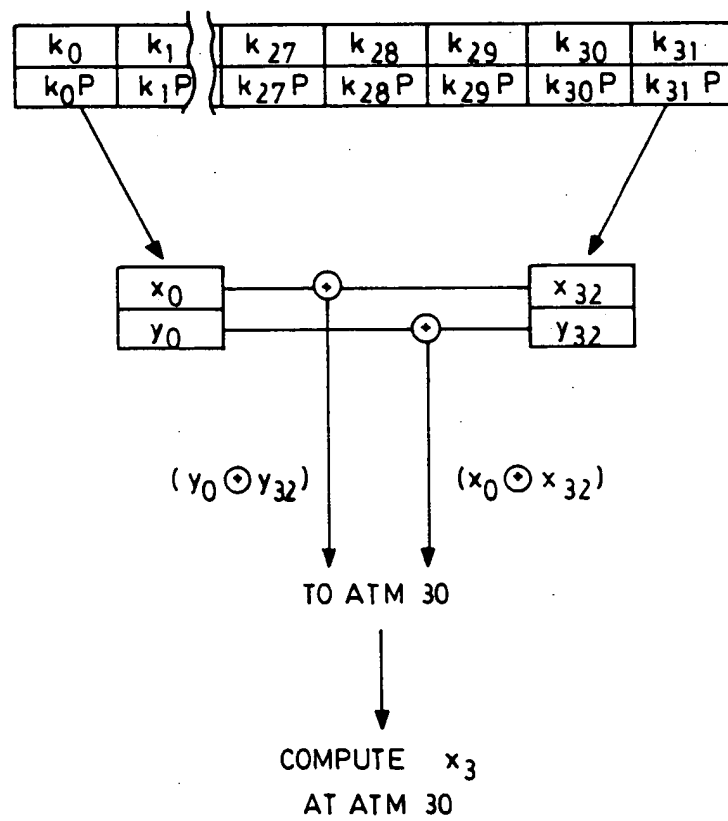 k₀ k₁ k₂₇ k₂₈ k₂₉ k₃₀ k₃₁
k₀P k₁P k₂₇P k₂₈P k₂₉P k₃₀P k₃₁P
x₀ x₃₂
y₀ y₃₂
(y₀ ⊙ y₃₂) (x₀ ⊙ x₃₂)
TO ATM 30
COMPUTE x₃
AT ATM 30